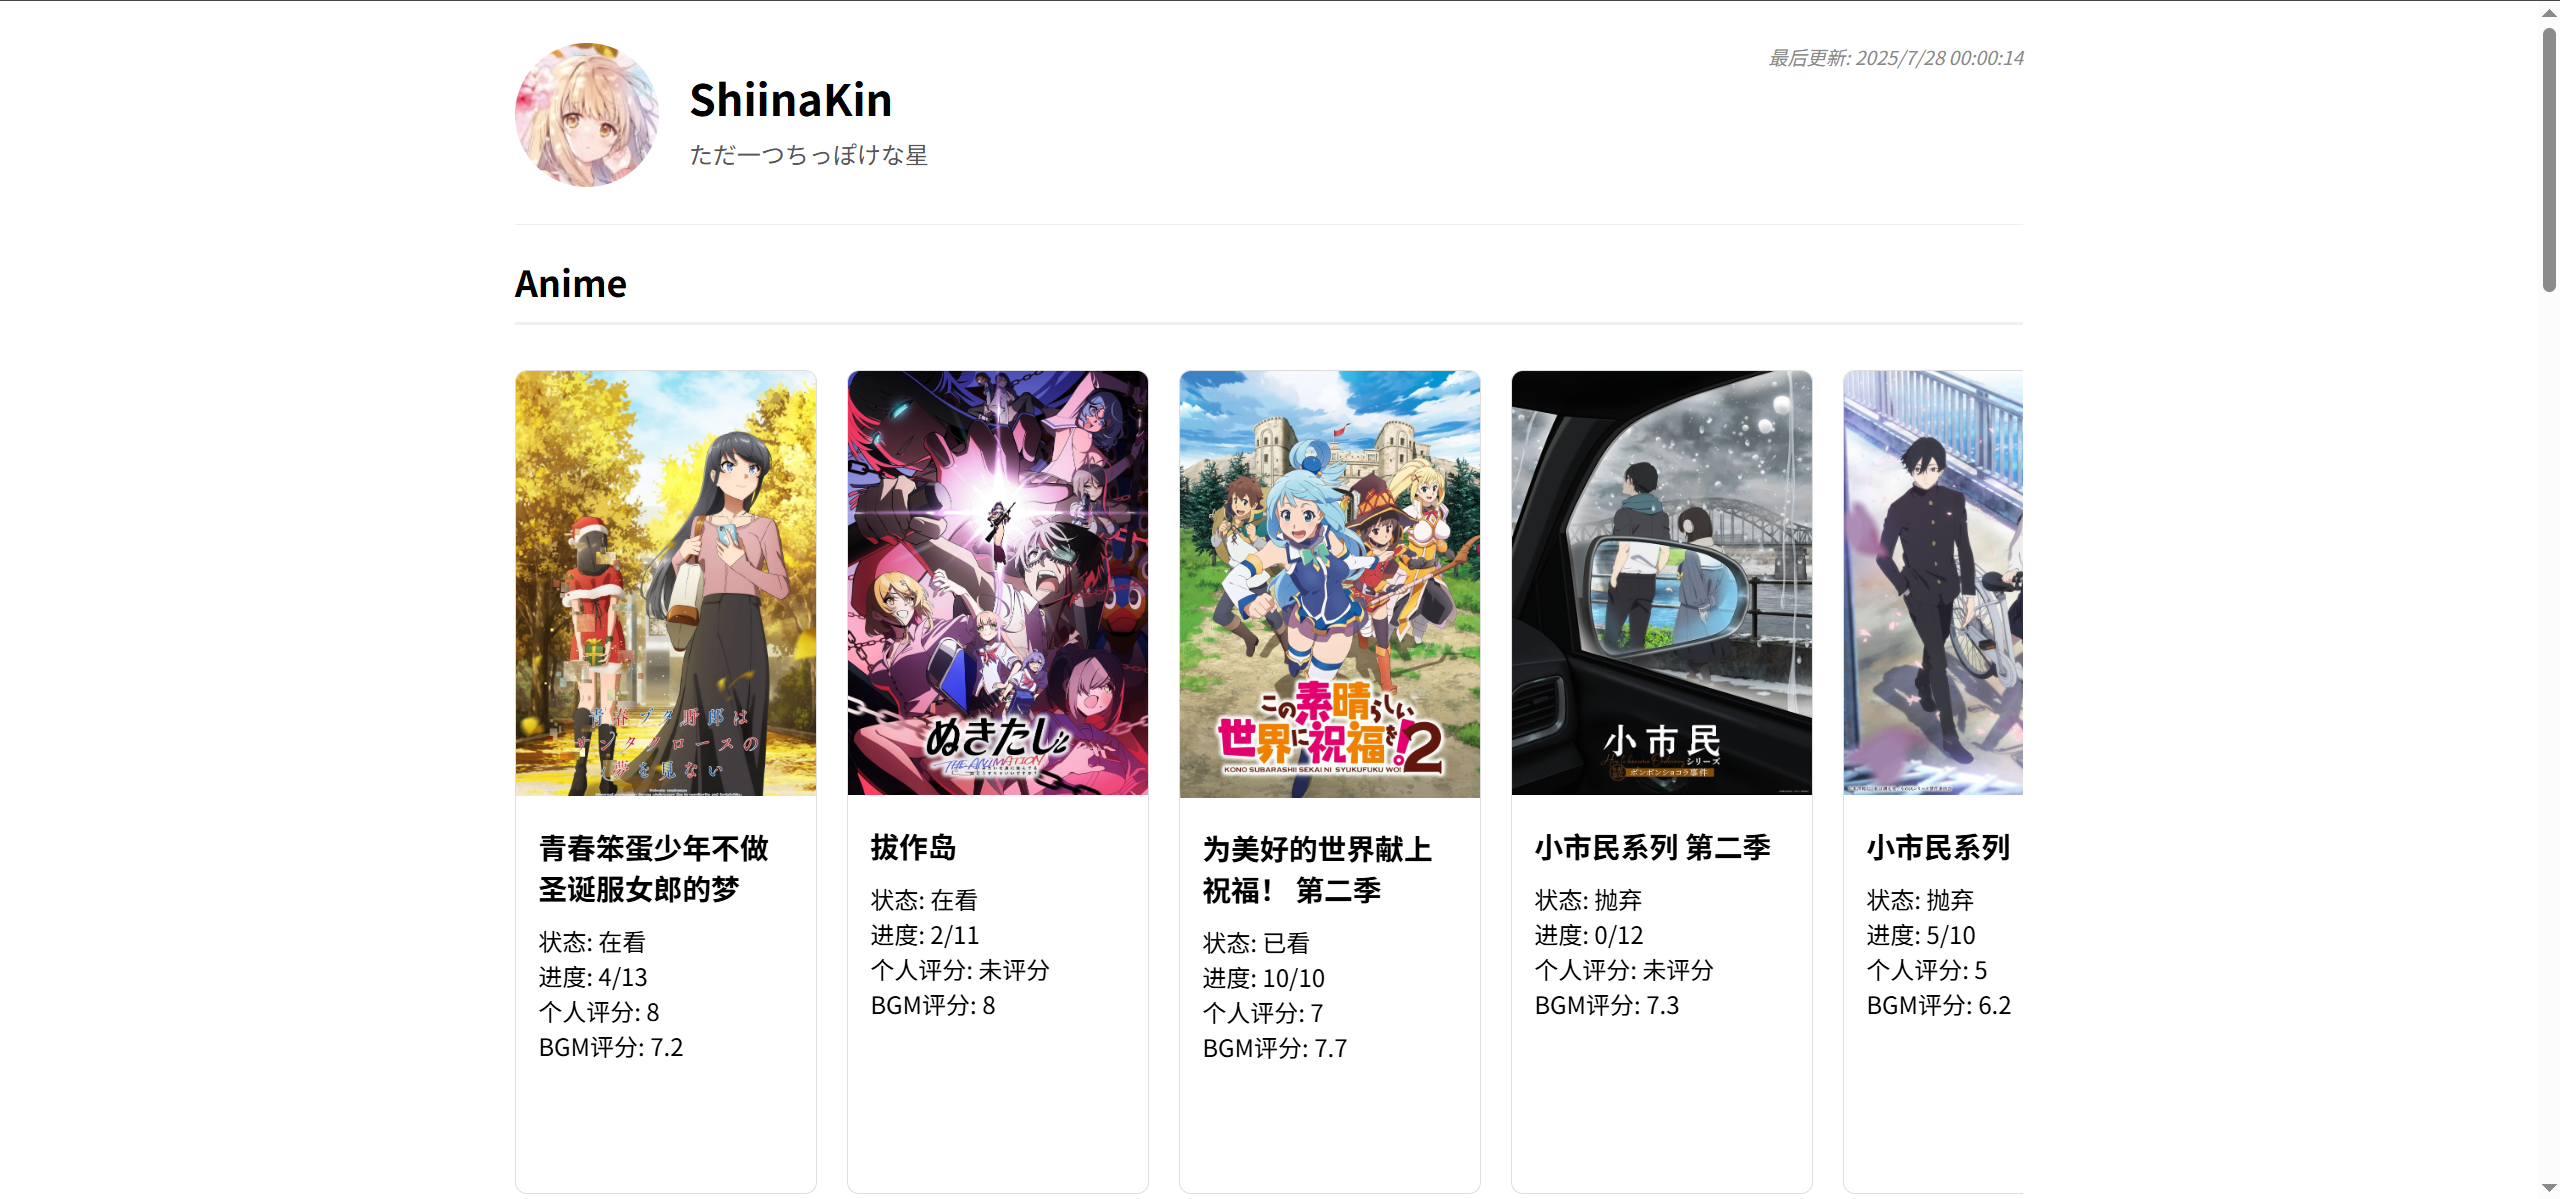 最后更新: 2025/7/28 00:00:14
ShiinaKin
ただ一つちっぽけな星
Anime
青春ブタ野郎は
サンタクロースの
夢を見ない
青春笨蛋少年不做
圣诞服女郎的梦
状态: 在看
进度: 4/13
个人评分: 8
BGM评分: 7.2
ぬきたし
THE ANIMATION
拔作岛
状态: 在看
进度: 2/11
个人评分: 未评分
BGM评分: 8
この素晴らしい
世界に祝福を!2
KONO SUBARASHII SEKAI NI SYUKUFUKU WO!
为美好的世界献上
祝福！ 第二季
状态: 已看
进度: 10/10
个人评分: 7
BGM评分: 7.7
小市民
シリーズ
ボンボンショコラ事件
小市民系列 第二季
状态: 抛弃
进度: 0/12
个人评分: 未评分
BGM评分: 7.3
小市民系列
状态: 抛弃
进度: 5/10
个人评分: 5
BGM评分: 6.2